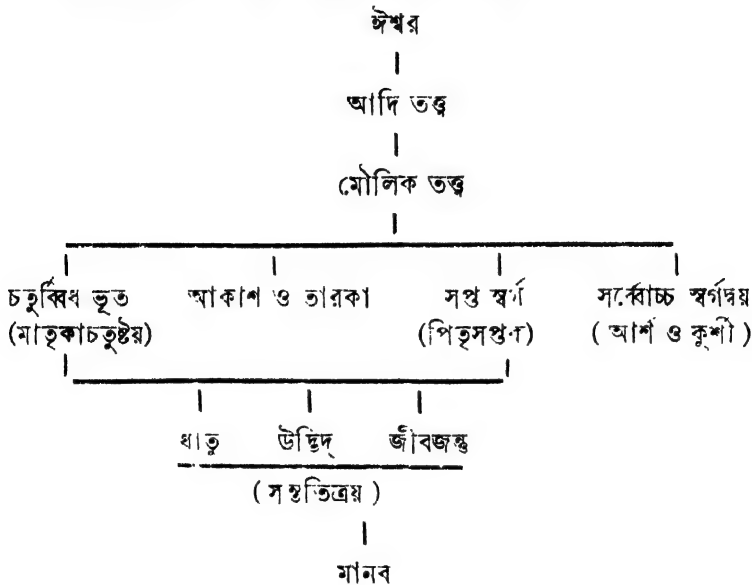 ঈশ্বর
আদি তত্ত্ব
মৌলিক তত্ত্ব
চতুর্ব্বিধ ভূত আকাশ ও তারকা সপ্ত স্বর্গ সর্ব্বোচ্চ স্বর্গদ্বয়
(মাতৃকাচতুষ্টয়) (পিতৃসপ্তক) (আর্শ ও কুর্শী)
ধাতু উদ্ভিদ্ জীবজন্তু
(সন্ততিত্রয়)
মানব